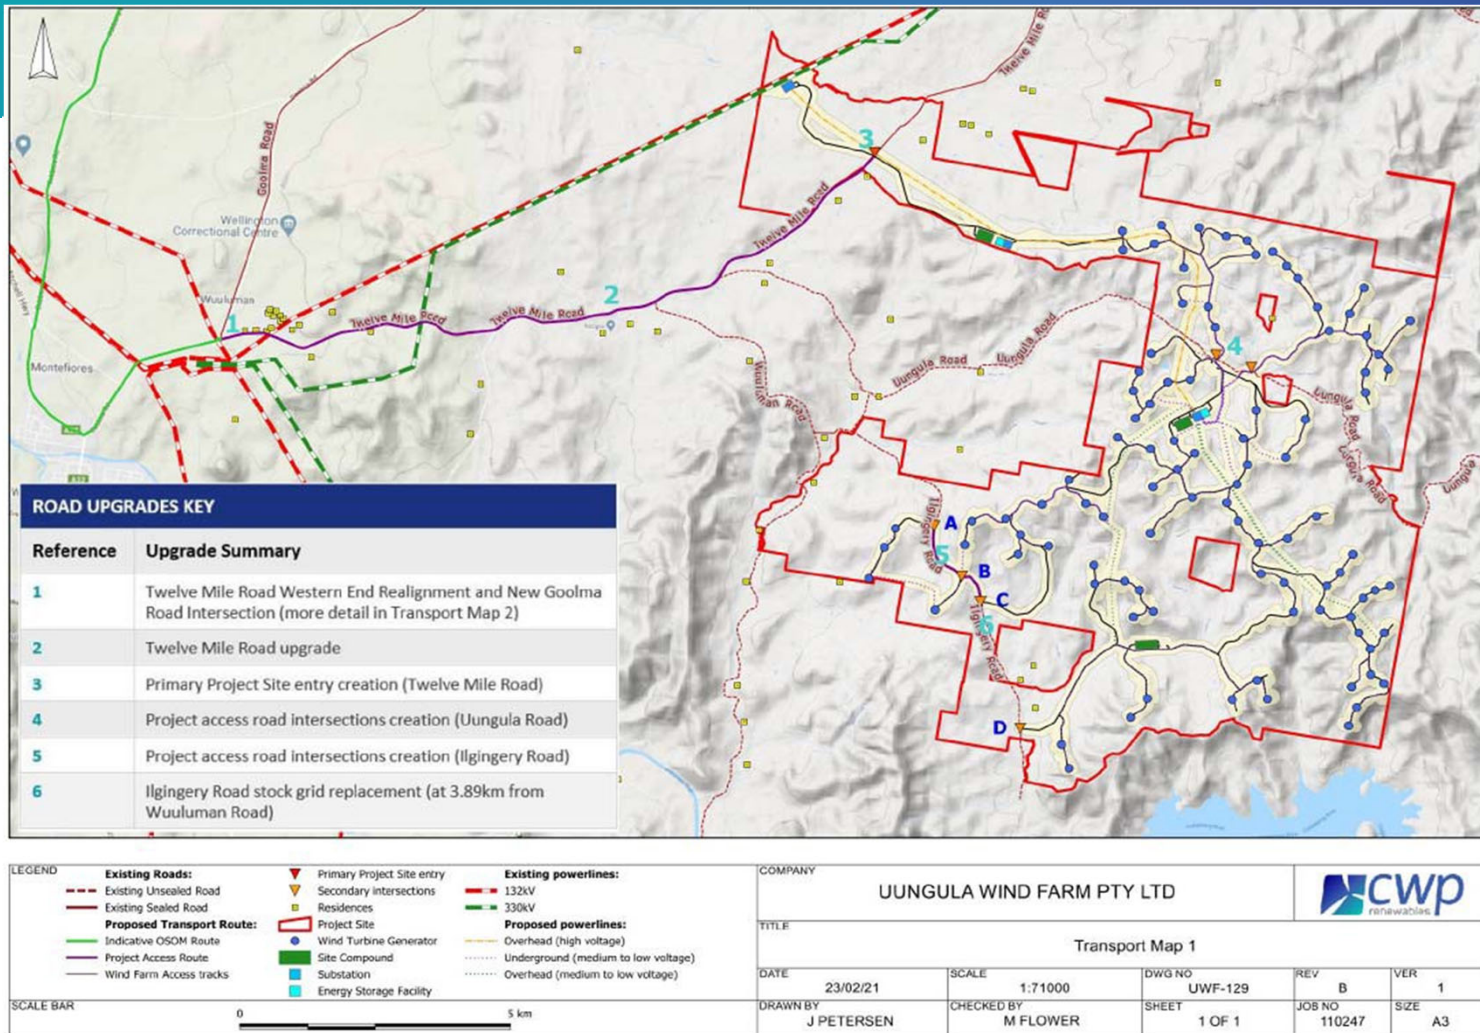 Twelve Mile Rd
Goolma Road
Wellington
Correctional Centre
3
Twelve Mile Road
Wuuluman
1
2
Twelve Mile Road
Twelve Mile Road
Twelve Mile Road
Montefiores
4
Uungula Road
Uungula Road
Wuuluman Road
Uungula Road
Uungula Road
Uungula
Ilgingery Road
A
5
B
C
6
Ilgingery Road
D
ROAD UPGRADES KEY
Reference Upgrade Summary
1 Twelve Mile Road Western End Realignment and New Goolma
Road Intersection (more detail in Transport Map 2)
2 Twelve Mile Road upgrade
3 Primary Project Site entry creation (Twelve Mile Road)
4 Project access road intersections creation (Uungula Road)
5 Project access road intersections creation (Ilgingery Road)
6 Ilgingery Road stock grid replacement (at 3.89km from
Wuuluman Road)
LEGEND
Existing Roads:
Existing Unsealed Road
Existing Sealed Road
Proposed Transport Route:
Indicative OSOM Route
Project Access Route
Wind Farm Access tracks
Primary Project Site entry
Secondary intersections
Residences
Project Site
Wind Turbine Generator
Site Compound
Substation
Energy Storage Facility
Existing powerlines:
132kV
330kV
Proposed powerlines:
Overhead (high voltage)
Underground (medium to low voltage)
Overhead (medium to low voltage)
SCALE BAR
0 5 km
COMPANY
UUNGULA WIND FARM PTY LTD
cwp
renewables
TITLE
Transport Map 1
DATE SCALE DWG NO REV VER
23/02/21 1:71000 UWF-129 B 1
DRAWN BY CHECKED BY SHEET JOB NO SIZE
J PETERSEN M FLOWER 1 OF 1 110247 A3